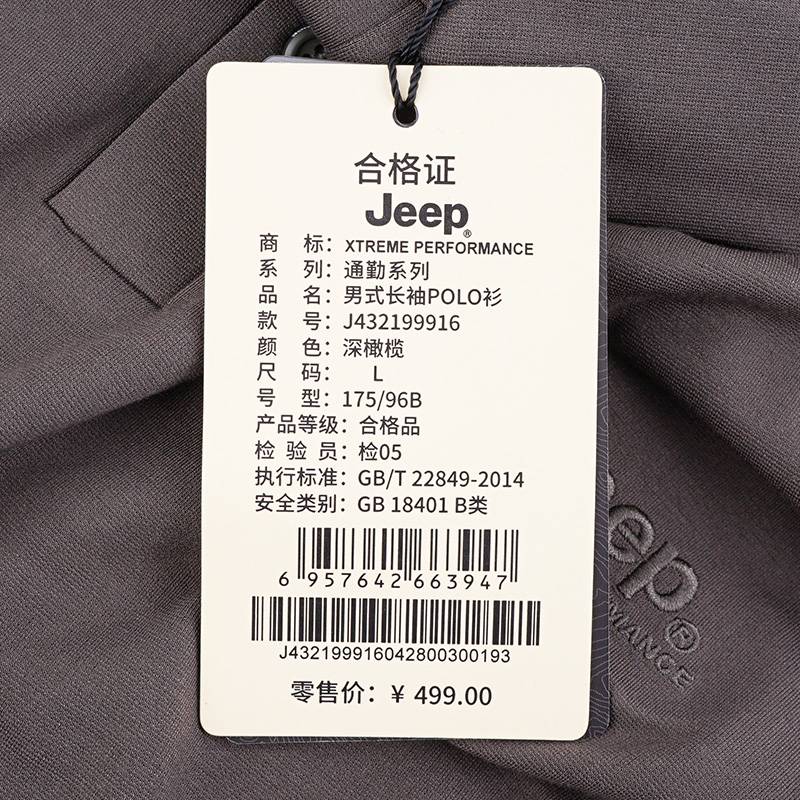 合格证
Jeep®
商 标：XTREME PERFORMANCE
系 列：通勤系列
品 名：男式长袖POLO衫
款 号：J432199916
颜 色：深橄榄
尺 码： L
号 型：175/96B
产品等级：合格品
检 验 员：检05
执行标准：GB/T 22849-2014
安全类别：GB 18401 B类
6 957642 663947
J432199916042800300193
零售价：¥ 499.00
eep®
MANCE